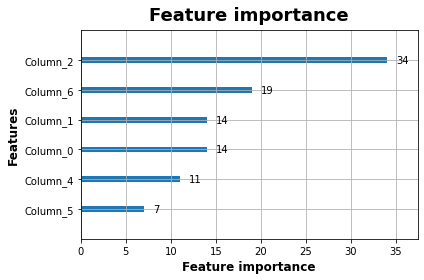 Feature importance
Column_2 34
Column_6 19
Column_1 14
Column_0 14
Column_4 11
Column_5 7
Features
0 5 10 15 20 25 30 35
Feature importance